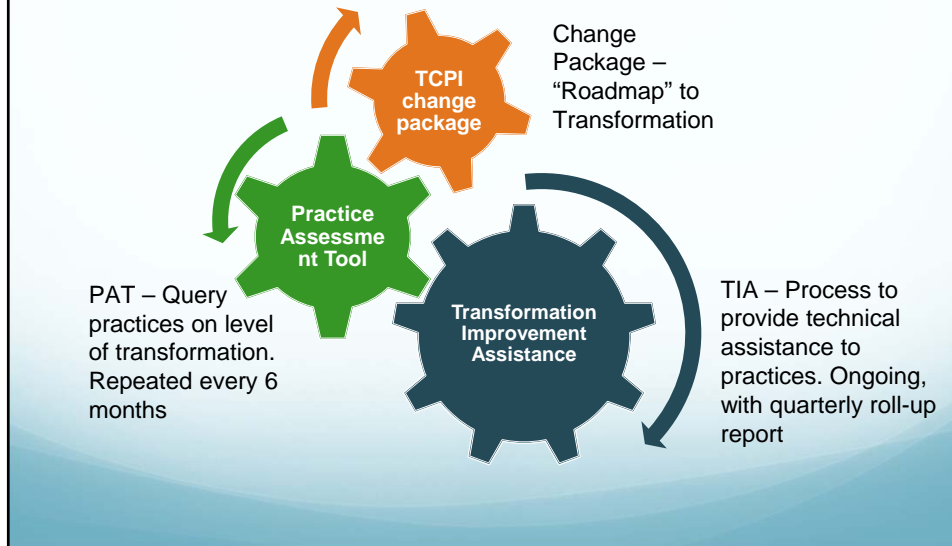 TCPI
change
package
Change
Package –
“Roadmap” to
Transformation
Practice
Assessme
nt Tool
PAT – Query
practices on level
of transformation.
Repeated every 6
months
Transformation
Improvement
Assistance
TIA – Process to
provide technical
assistance to
practices. Ongoing,
with quarterly roll-up
report